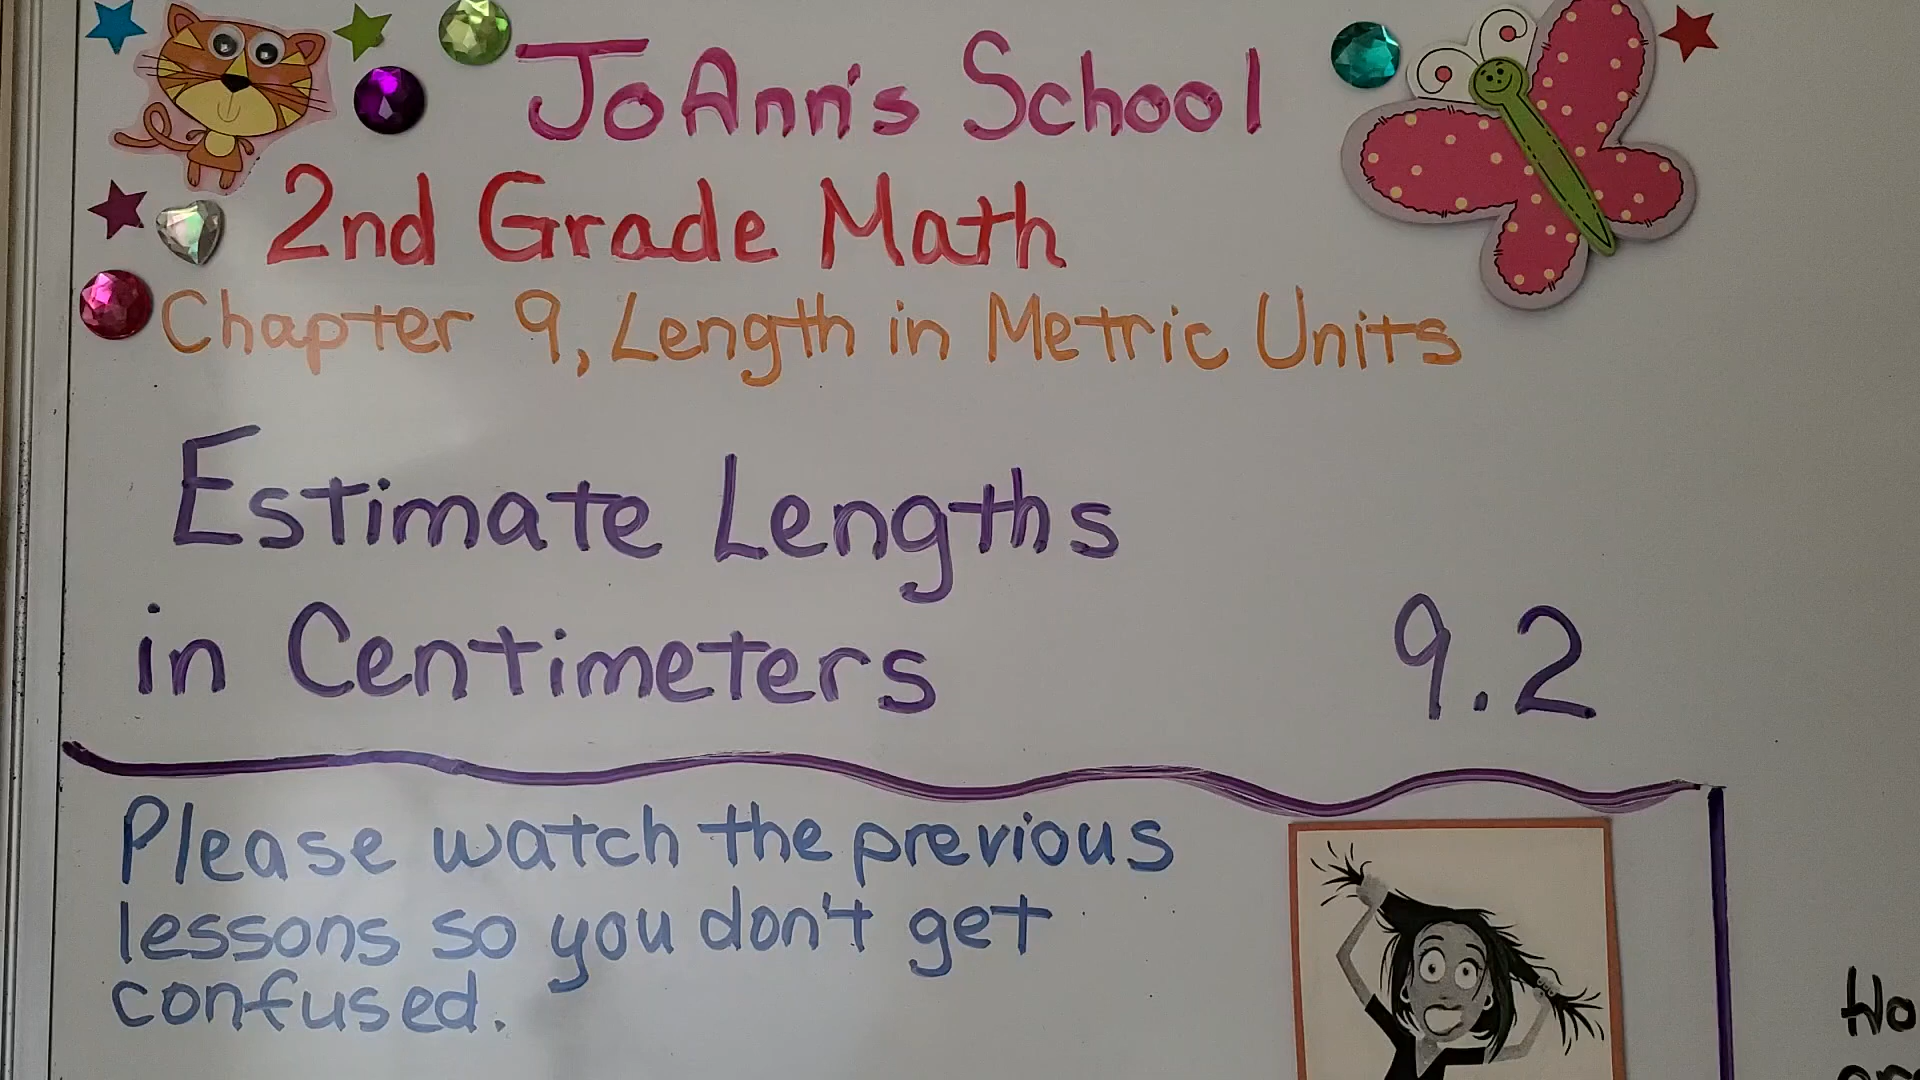 JoAnn's School
2nd Grade Math
Chapter 9, Length in Metric Units
Estimate Lengths
in Centimeters 9.2
Please watch the previous
lessons so you don't get
confused.